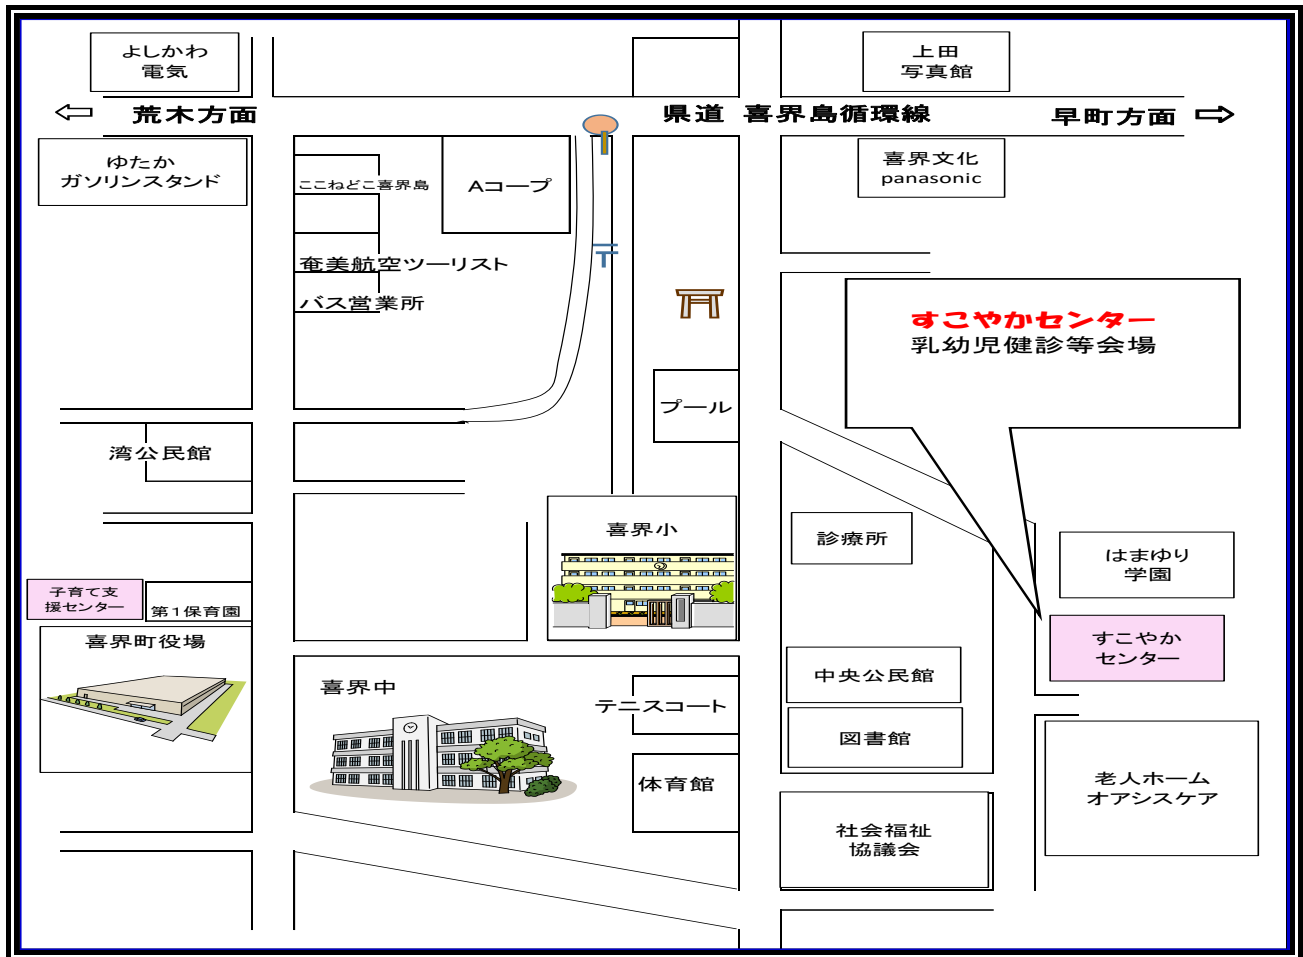 よしかわ
電気
上田
写真館
荒木方面
県道 喜界島循環線
早町方面
ゆたか
ガソリンスタンド
ここねどこ喜界島
Aコープ
喜界文化
panasonic
〒
奄美航空ツーリスト
バス営業所
すこやかセンター
乳幼児健診等会場
プール
湾公民館
喜界小
診療所
はまゆり
学園
子育て支
援センター
第1保育園
喜界町役場
すこやか
センター
喜界中
テニスコート
中央公民館
図書館
体育館
老人ホーム
オアシスケア
社会福祉
協議会